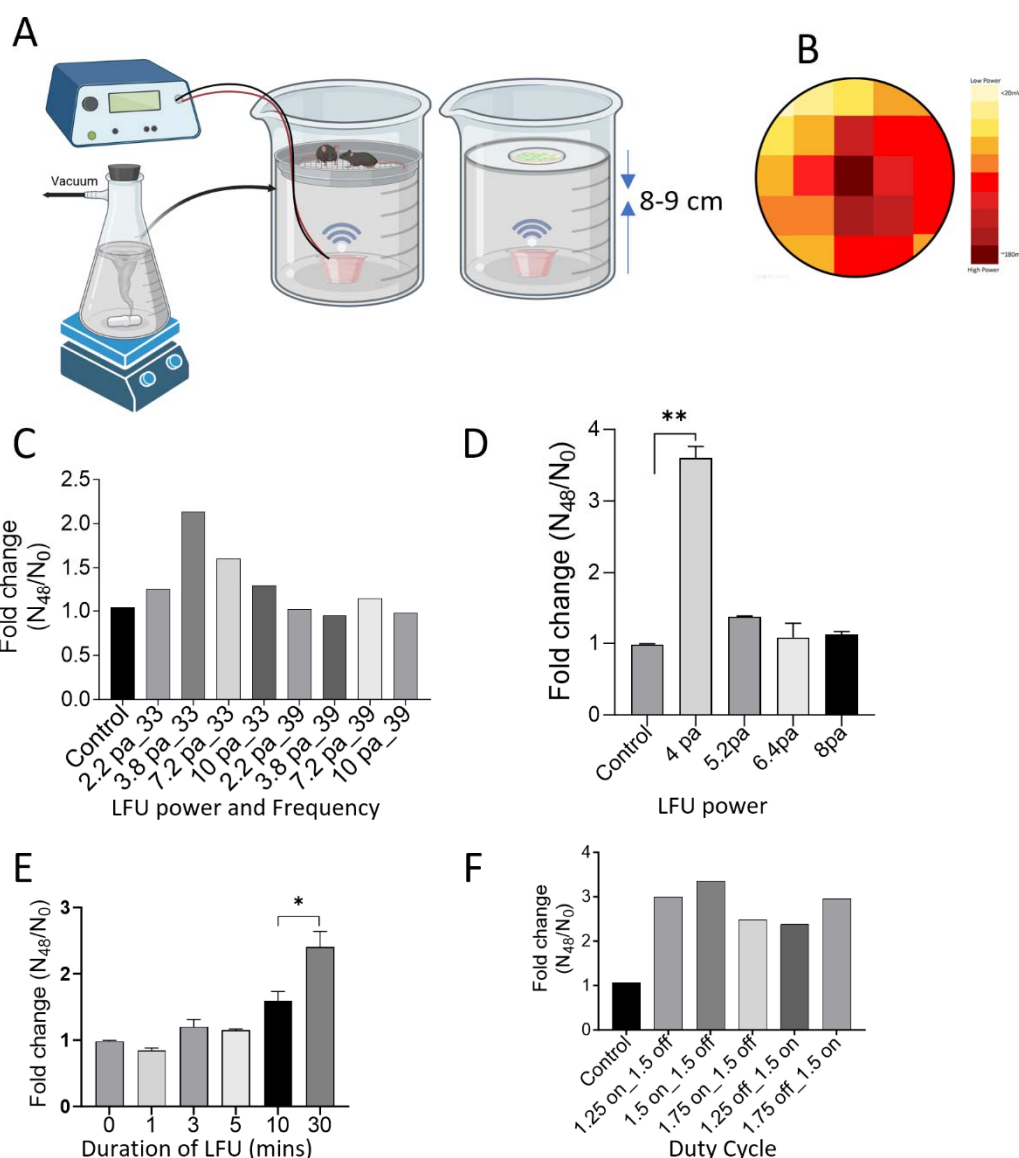 A
Vacuum
8-9 cm
B
Low Power
<20mV
~180m
High Power
C
Fold change
(N48/N0)
2.5
2.0
1.5
1.0
0.5
0.0
Control
2.2 pa_33
3.8 pa_33
7.2 pa_33
10 pa_33
2.2 pa_39
3.8 pa_39
7.2 pa_39
10 pa_39
LFU power and Frequency
D
Fold change (N48/N0)
4
3
2
1
0
**
Control
4 pa
5.2pa
6.4pa
8pa
LFU power
E
Fold change (N48/N0)
3
2
1
0
*
0
1
3
5
10
30
Duration of LFU (mins)
F
Fold change
(N48/N0)
4
3
2
1
0
Control
1.25 on_1.5 off
1.5 on_1.5 off
1.75 on_1.5 off
1.25 off_1.5 on
1.75 off_1.5 on
Duty Cycle